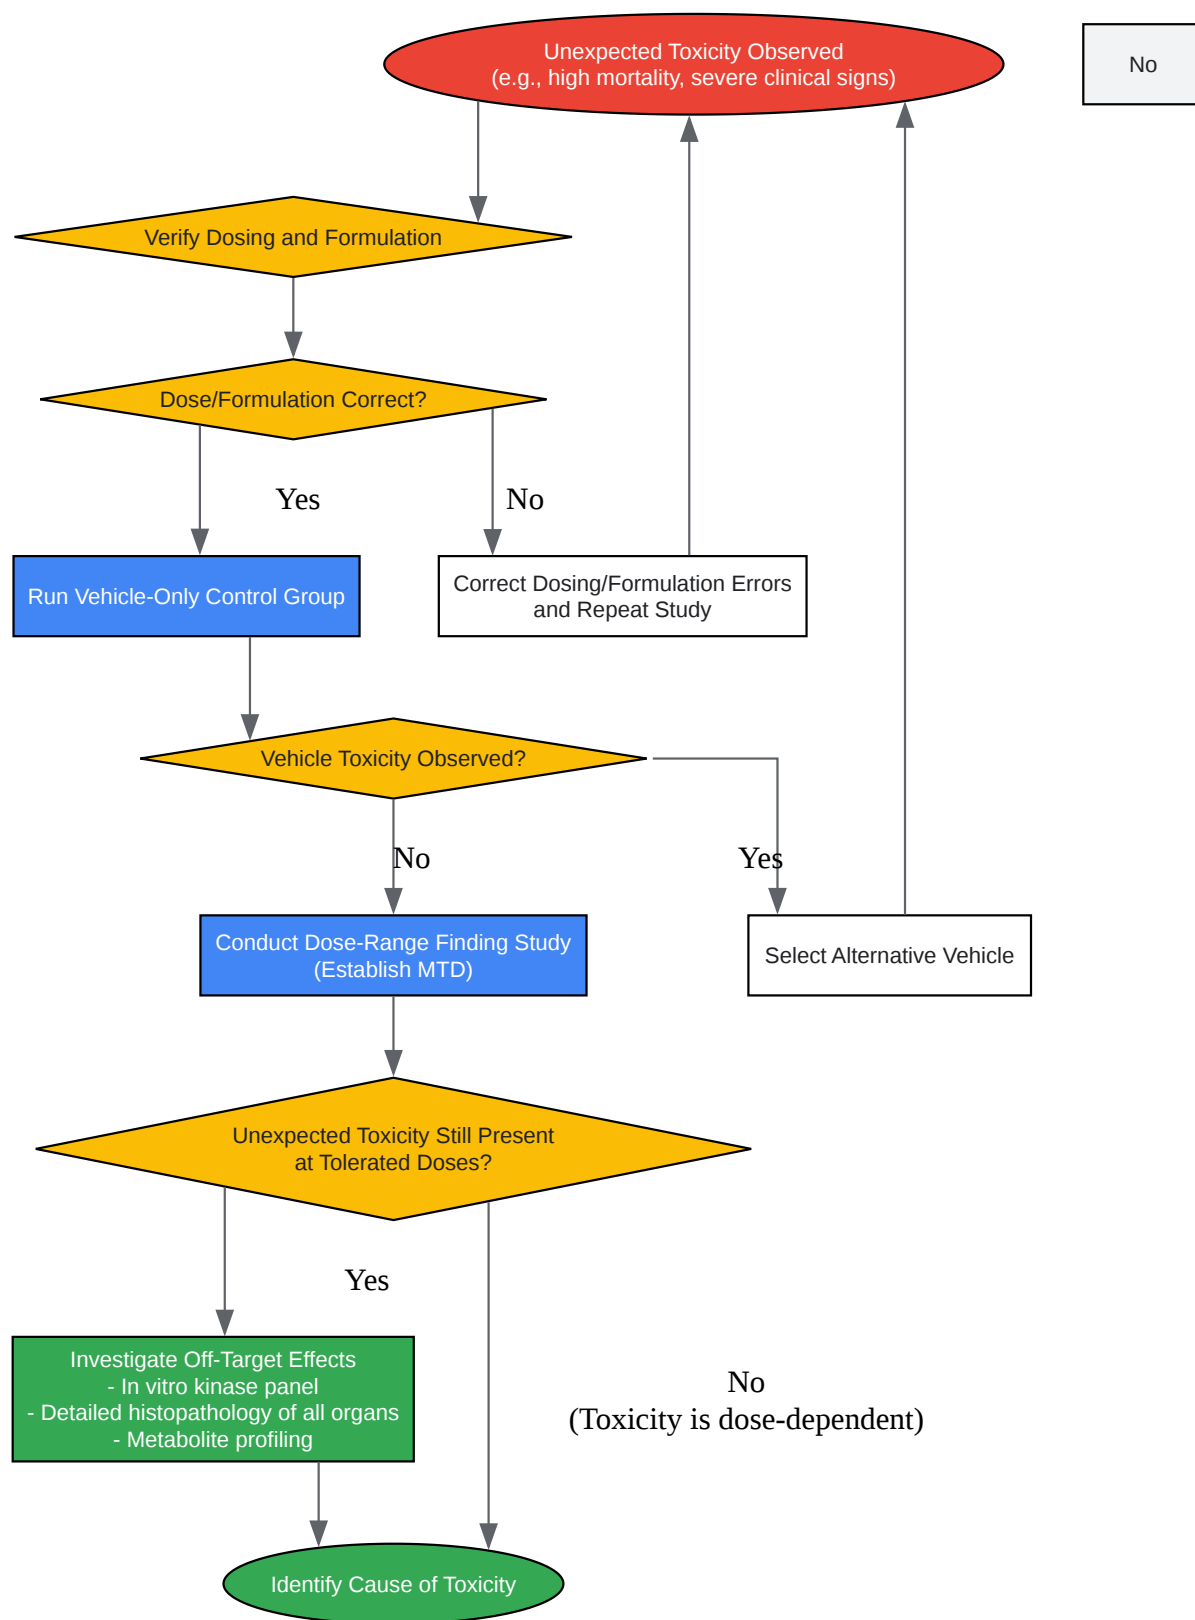 Unexpected Toxicity Observed
(e.g., high mortality, severe clinical signs)
No
Verify Dosing and Formulation
Dose/Formulation Correct?
Yes
No
Run Vehicle-Only Control Group
Correct Dosing/Formulation Errors
and Repeat Study
Vehicle Toxicity Observed?
No
Yes
Conduct Dose-Range Finding Study
(Establish MTD)
Select Alternative Vehicle
Unexpected Toxicity Still Present
at Tolerated Doses?
Yes
Investigate Off-Target Effects
- In vitro kinase panel
- Detailed histopathology of all organs
- Metabolite profiling
No
(Toxicity is dose-dependent)
Identify Cause of Toxicity